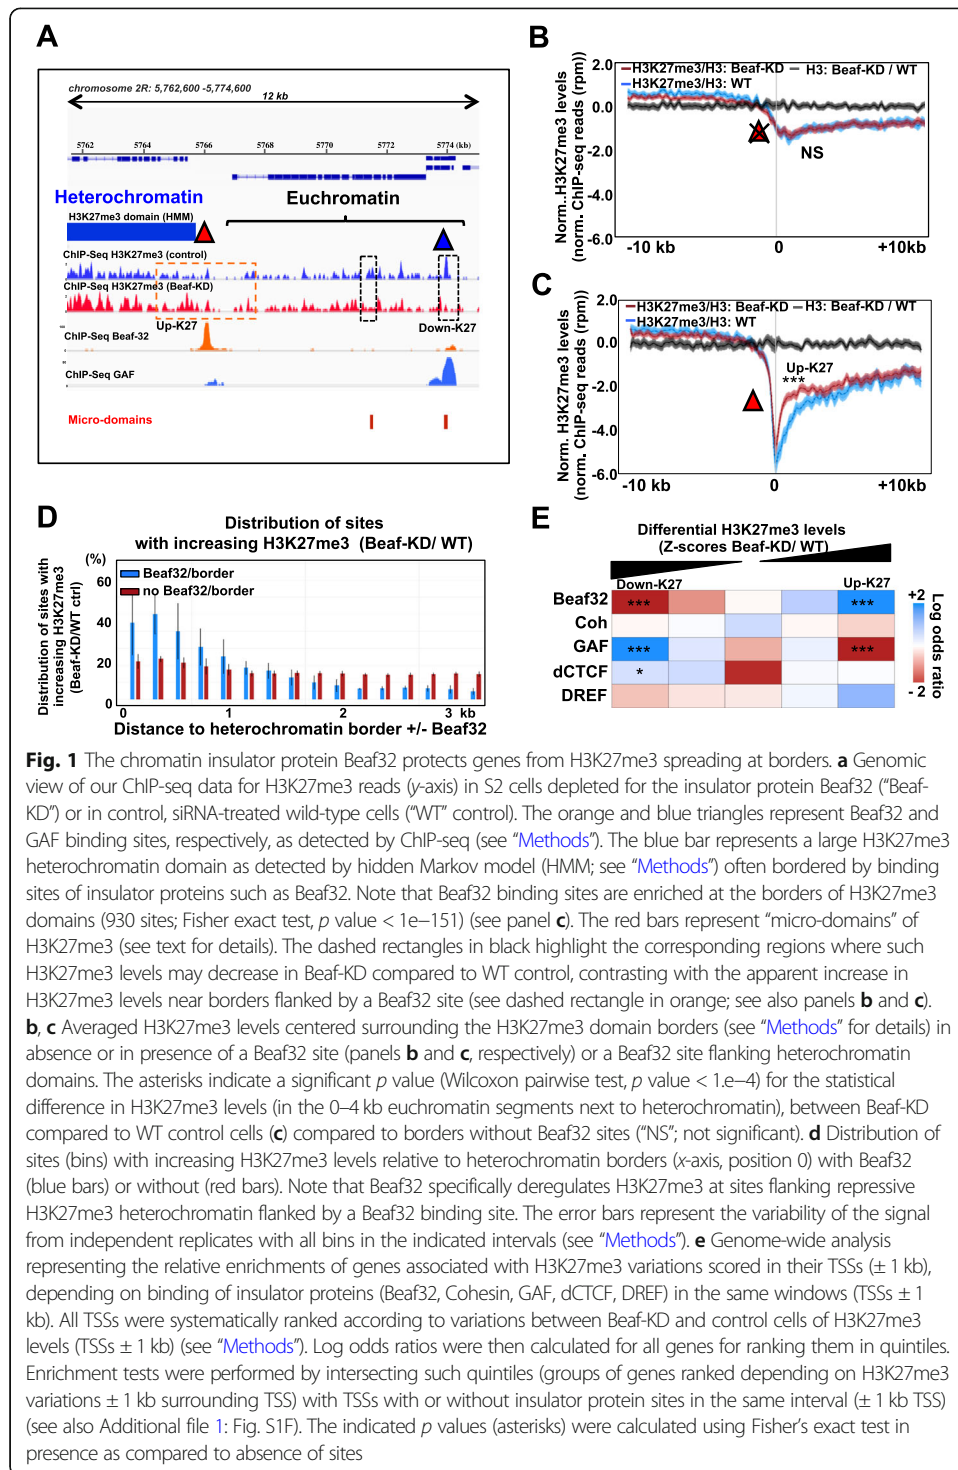 A
chromosome 2R: 5,762,600 -5,774,600
12 kb
5762 5764 5766 5768 5770 5772 5774 (kb)
Heterochromatin Euchromatin
H3K27me3 domain (HMM)
ChIP-Seq H3K27me3 (control)
ChIP-Seq H3K27me3 (Beaf-KD)
Up-K27 Down-K27
ChIP-Seq Beaf-32
ChIP-Seq GAF
Micro-domains
B
Norm..H3K27me3 levels
(norm. ChIP-seq reads (rpm))
2.0
0.0
-2.0
-4.0
-6.0
H3K27me3/H3: Beaf-KD H3: Beaf-KD / WT
H3K27me3/H3: WT
NS
-10 kb 0 +10kb
C
Norm. H3K27me3 levels
(norm. ChIP-seq reads (rpm))
2.0
0.0
-2.0
-4.0
-6.0
H3K27me3/H3: Beaf-KD H3: Beaf-KD / WT
H3K27me3/H3: WT
Up-K27
***
-10 kb 0 +10kb
D
Distribution of sites
with increasing H3K27me3 (Beaf-KD/ WT)
Distribution of sites with
increasing H3K27me3
(Beaf-KD/WT ctrl)
(%)
60
40
20
0
Beaf32/border
no Beaf32/border
0 1 2 3 kb
Distance to heterochromatin border +/- Beaf32
E
Differential H3K27me3 levels
(Z-scores Beaf-KD/ WT)
Down-K27 Up-K27
Beaf32 *** ***
Coh
GAF *** ***
dCTCF *
DREF
+2
Log odds ratio
- 2
Fig. 1 The chromatin insulator protein Beaf32 protects genes from H3K27me3 spreading at borders. a Genomic
view of our ChIP-seq data for H3K27me3 reads (y-axis) in S2 cells depleted for the insulator protein Beaf32 (“Beaf-
KD”) or in control, siRNA-treated wild-type cells (“WT” control). The orange and blue triangles represent Beaf32 and
GAF binding sites, respectively, as detected by ChIP-seq (see “Methods”). The blue bar represents a large H3K27me3
heterochromatin domain as detected by hidden Markov model (HMM; see “Methods”) often bordered by binding
sites of insulator proteins such as Beaf32. Note that Beaf32 binding sites are enriched at the borders of H3K27me3
domains (930 sites; Fisher exact test, p value < 1e−151) (see panel c). The red bars represent “micro-domains” of
H3K27me3 (see text for details). The dashed rectangles in black highlight the corresponding regions where such
H3K27me3 levels may decrease in Beaf-KD compared to WT control, contrasting with the apparent increase in
H3K27me3 levels near borders flanked by a Beaf32 site (see dashed rectangle in orange; see also panels b and c).
b, c Averaged H3K27me3 levels centered surrounding the H3K27me3 domain borders (see “Methods” for details) in
absence or in presence of a Beaf32 site (panels b and c, respectively) or a Beaf32 site flanking heterochromatin
domains. The asterisks indicate a significant p value (Wilcoxon pairwise test, p value < 1.e−4) for the statistical
difference in H3K27me3 levels (in the 0–4 kb euchromatin segments next to heterochromatin), between Beaf-KD
compared to WT control cells (c) compared to borders without Beaf32 sites (“NS”; not significant). d Distribution of
sites (bins) with increasing H3K27me3 levels relative to heterochromatin borders (x-axis, position 0) with Beaf32
(blue bars) or without (red bars). Note that Beaf32 specifically deregulates H3K27me3 at sites flanking repressive
H3K27me3 heterochromatin flanked by a Beaf32 binding site. The error bars represent the variability of the signal
from independent replicates with all bins in the indicated intervals (see “Methods”). e Genome-wide analysis
representing the relative enrichments of genes associated with H3K27me3 variations scored in their TSSs (± 1 kb),
depending on binding of insulator proteins (Beaf32, Cohesin, GAF, dCTCF, DREF) in the same windows (TSSs ± 1
kb). All TSSs were systematically ranked according to variations between Beaf-KD and control cells of H3K27me3
levels (TSSs ± 1 kb) (see “Methods”). Log odds ratios were then calculated for all genes for ranking them in quintiles.
Enrichment tests were performed by intersecting such quintiles (groups of genes ranked depending on H3K27me3
variations ± 1 kb surrounding TSS) with TSSs with or without insulator protein sites in the same interval (± 1 kb TSS)
(see also Additional file 1: Fig. S1F). The indicated p values (asterisks) were calculated using Fisher’s exact test in
presence as compared to absence of sites